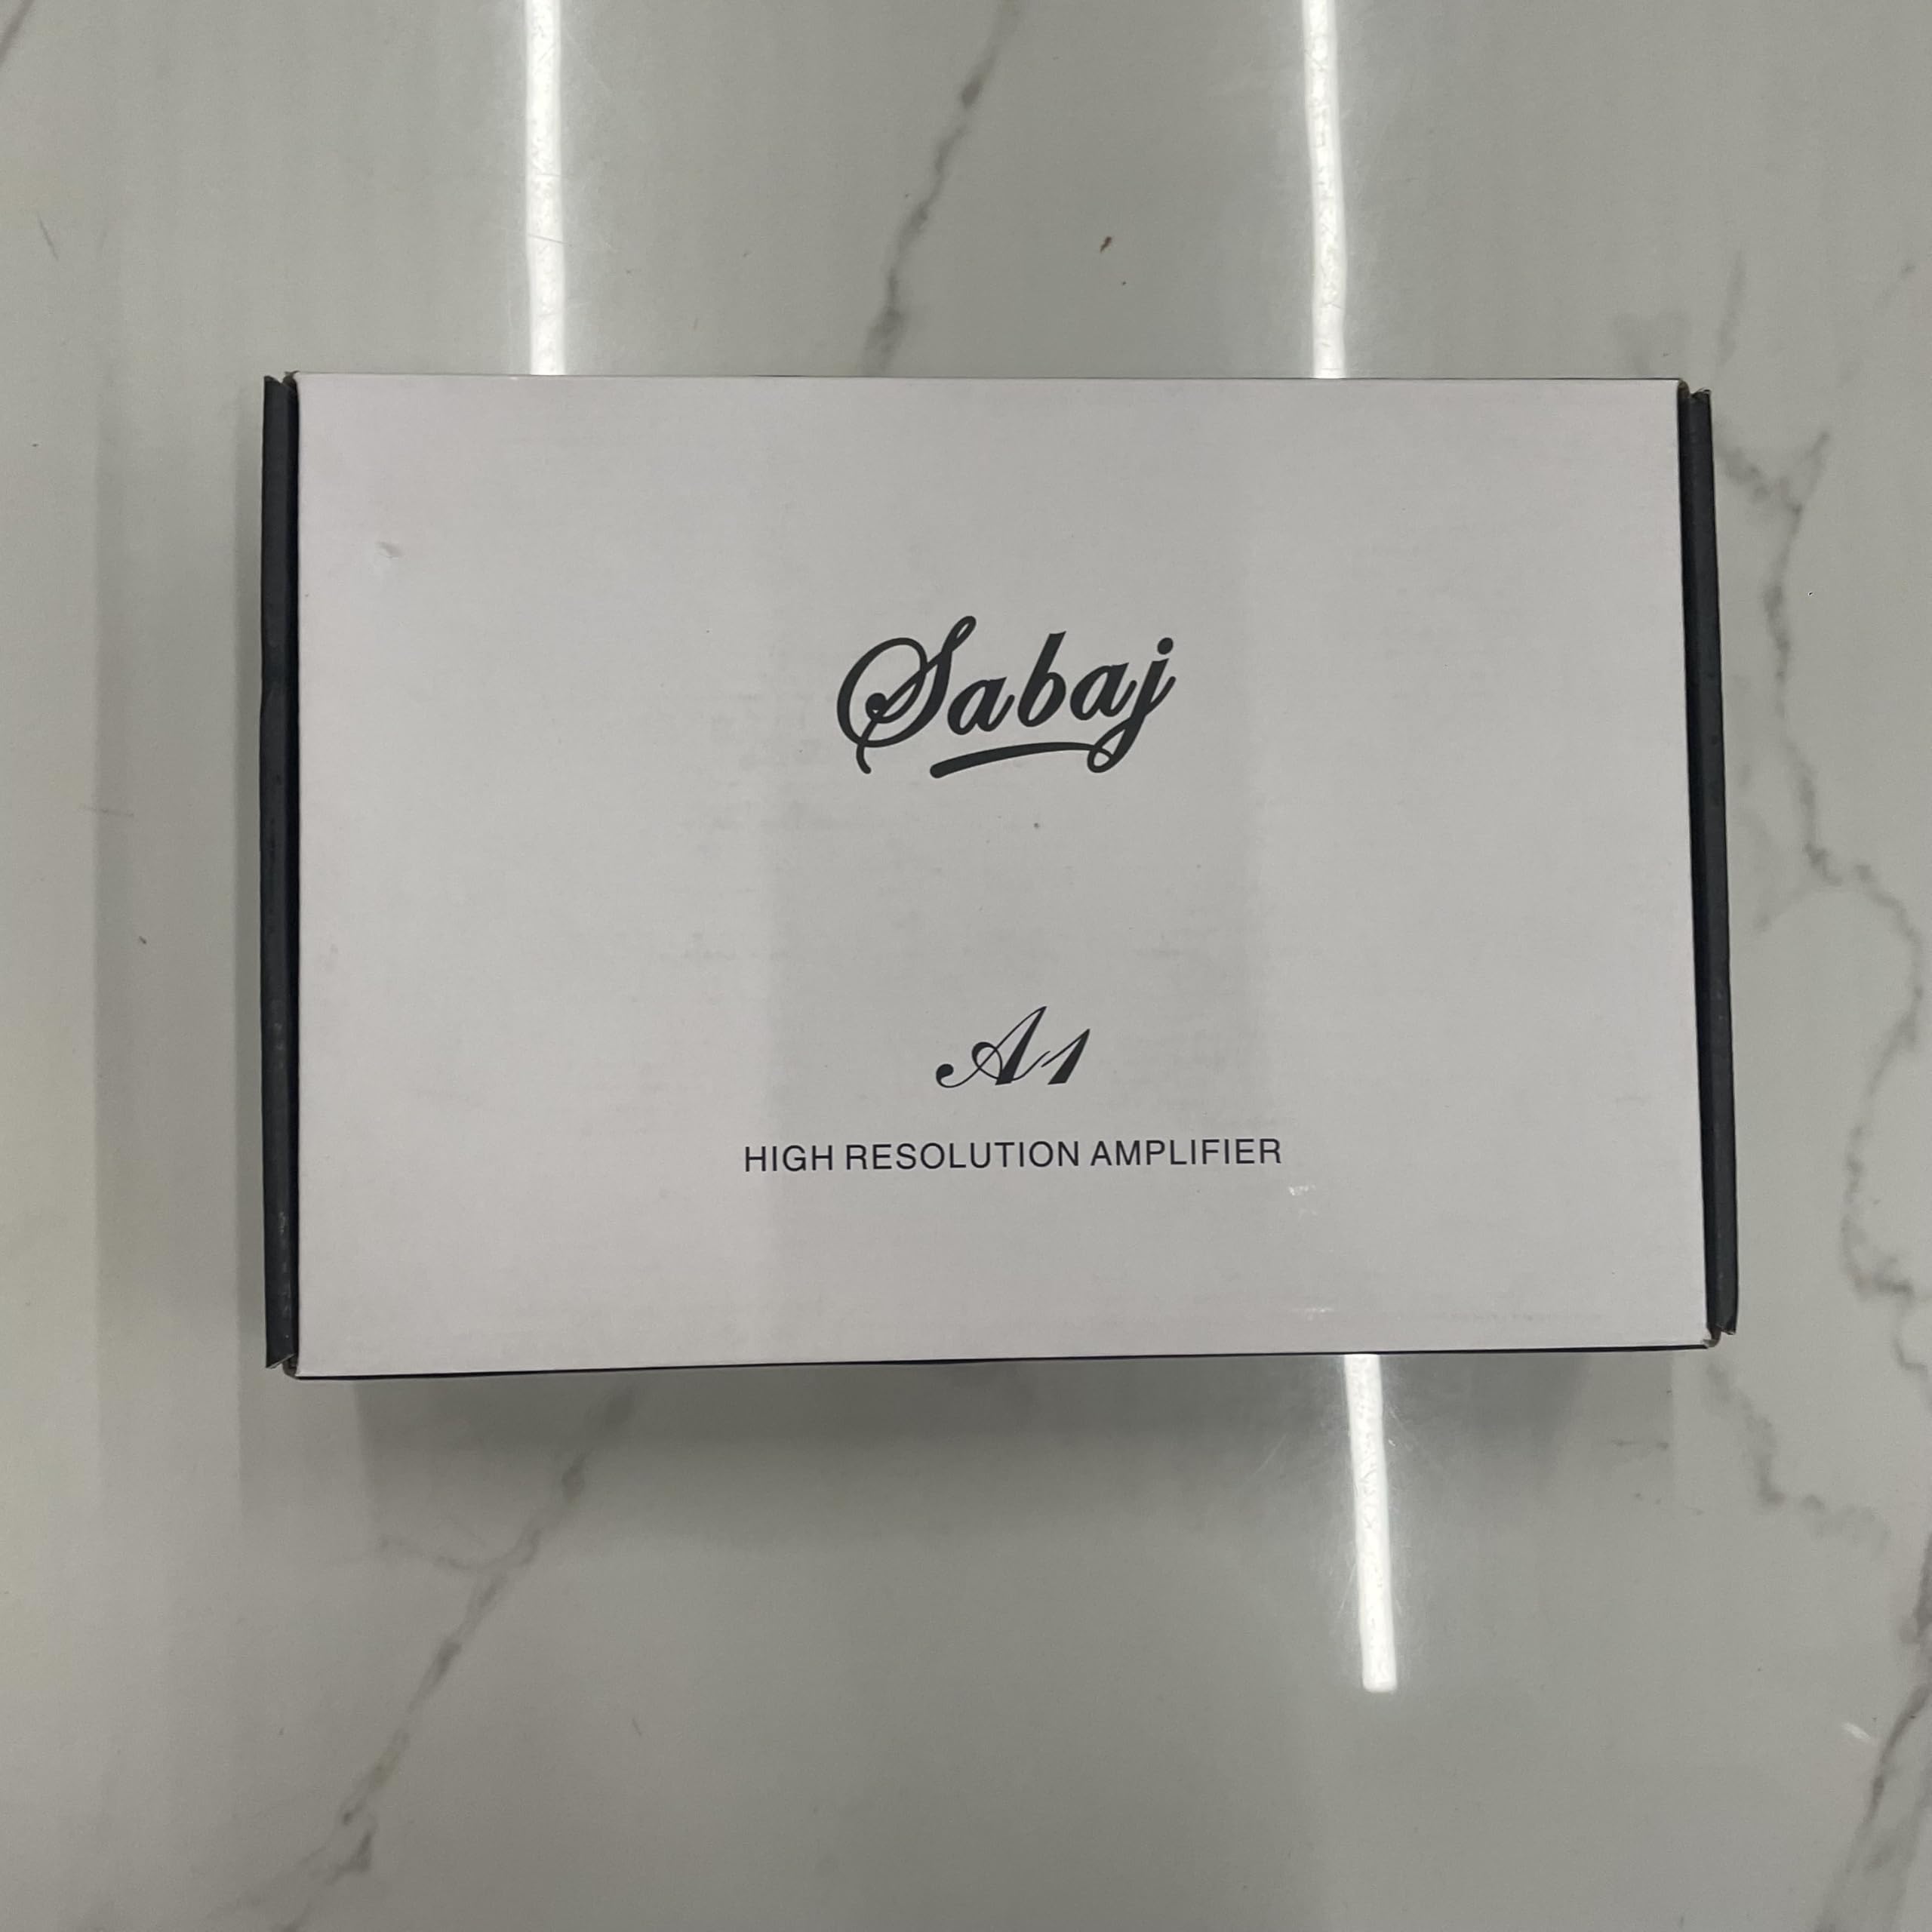 Sabaj
A1
HIGH RESOLUTION AMPLIFIER